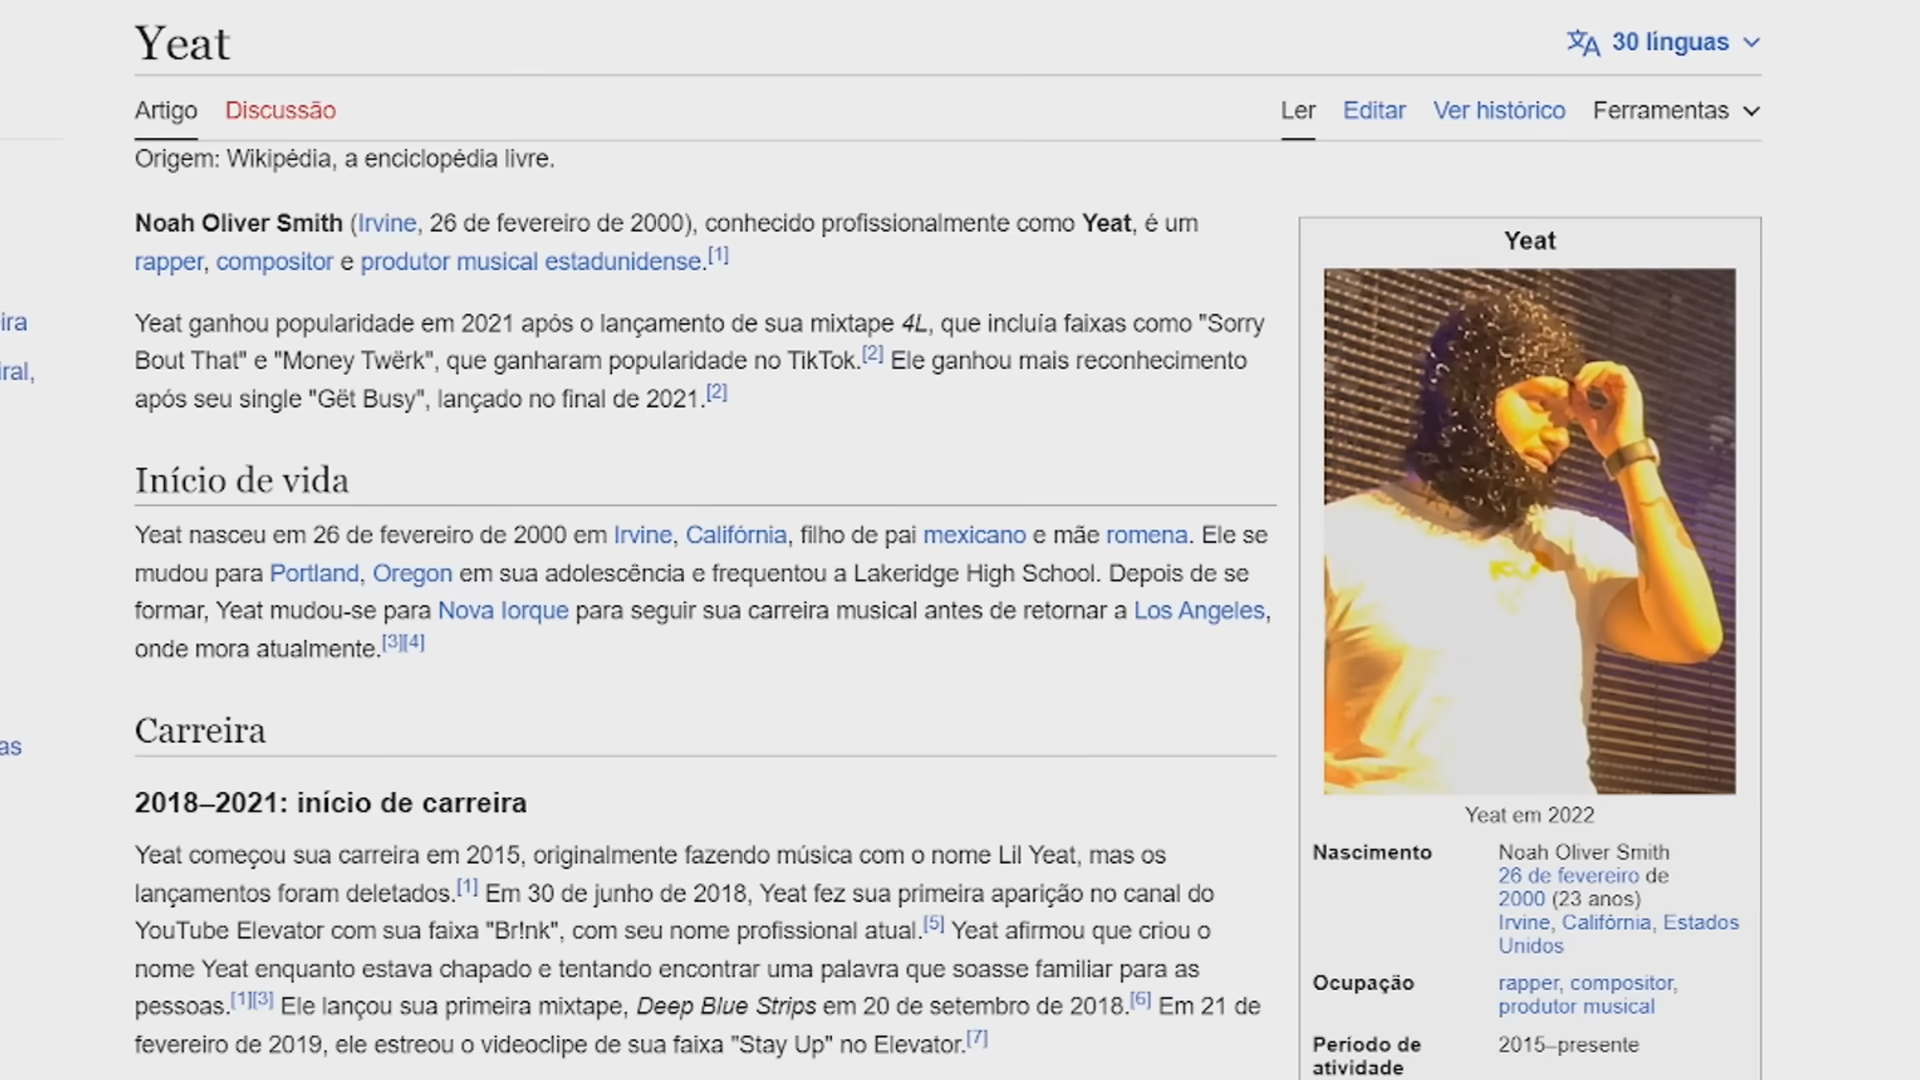 Yeat
30 línguas
Artigo
Discussão
Ler
Editar
Ver histórico
Ferramentas
Origem: Wikipédia, a enciclopédia livre.
Noah Oliver Smith (Irvine, 26 de fevereiro de 2000), conhecido profissionalmente como Yeat, é um
rapper, compositor e produtor musical estadunidense.[1]
Yeat ganhou popularidade em 2021 após o lançamento de sua mixtape 4L, que incluía faixas como "Sorry
Bout That" e "Money Twërk", que ganharam popularidade no TikTok.[2] Ele ganhou mais reconhecimento
após seu single "Gët Busy", lançado no final de 2021.[2]
ira
iral,
Início de vida
Yeat nasceu em 26 de fevereiro de 2000 em Irvine, Califórnia, filho de pai mexicano e mãe romena. Ele se
mudou para Portland, Oregon em sua adolescência e frequentou a Lakeridge High School. Depois de se
formar, Yeat mudou-se para Nova Iorque para seguir sua carreira musical antes de retornar a Los Angeles,
onde mora atualmente.[3][4]
Carreira
as
2018–2021: início de carreira
Yeat começou sua carreira em 2015, originalmente fazendo música com o nome Lil Yeat, mas os
lançamentos foram deletados.[1] Em 30 de junho de 2018, Yeat fez sua primeira aparição no canal do
YouTube Elevator com sua faixa "Br!nk", com seu nome profissional atual.[5] Yeat afirmou que criou o
nome Yeat enquanto estava chapado e tentando encontrar uma palavra que soasse familiar para as
pessoas.[1][3] Ele lançou sua primeira mixtape, Deep Blue Strips em 20 de setembro de 2018.[6] Em 21 de
fevereiro de 2019, ele estreou o videoclipe de sua faixa "Stay Up" no Elevator.[7]
Yeat
Yeat em 2022
Nascimento
Noah Oliver Smith
26 de fevereiro de
2000 (23 anos)
Irvine, Califórnia, Estados
Unidos
Ocupação
rapper, compositor,
produtor musical
Período de
atividade
2015–presente